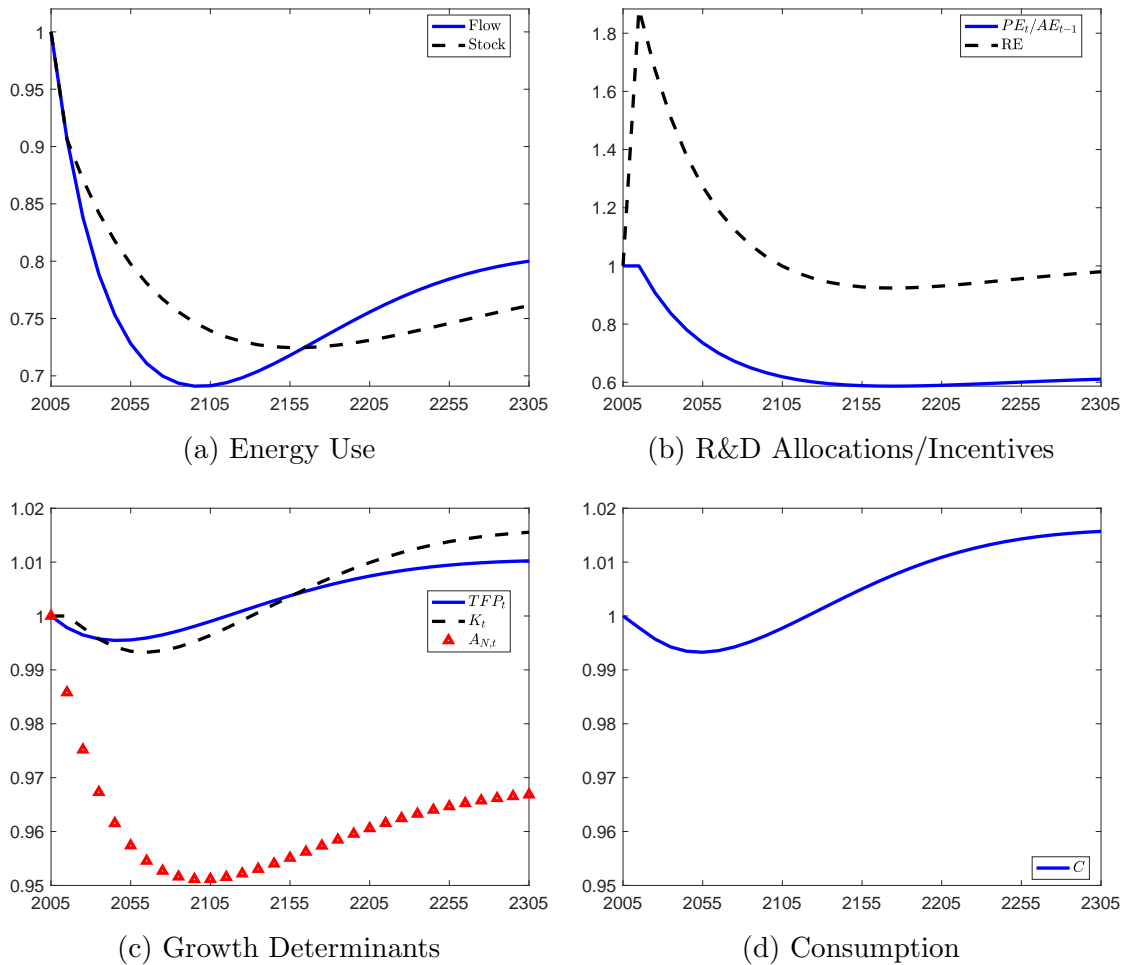 1
0.95
0.9
0.85
0.8
0.75
0.7
Flow
Stock
2005 2055 2105 2155 2205 2255 2305
(a) Energy Use
1.8
1.6
1.4
1.2
1
0.8
0.6
PE_t/AE_{t−1}
RE
2005 2055 2105 2155 2205 2255 2305
(b) R&D Allocations/Incentives
1.02
1.01
1
0.99
0.98
0.97
0.96
0.95
TFP_t
K_t
A_{N,t}
2005 2055 2105 2155 2205 2255 2305
(c) Growth Determinants
1.02
1.01
1
0.99
0.98
0.97
0.96
0.95
C
2005 2055 2105 2155 2205 2255 2305
(d) Consumption